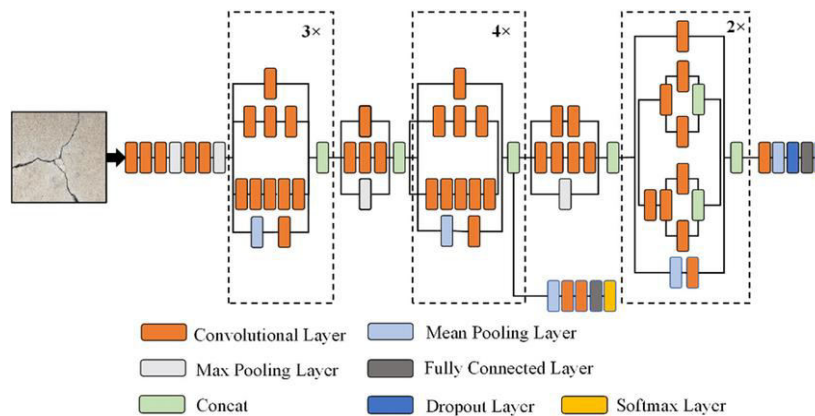 3×
4×
2×
Convolutional Layer
Mean Pooling Layer
Max Pooling Layer
Fully Connected Layer
Concat
Dropout Layer
Softmax Layer